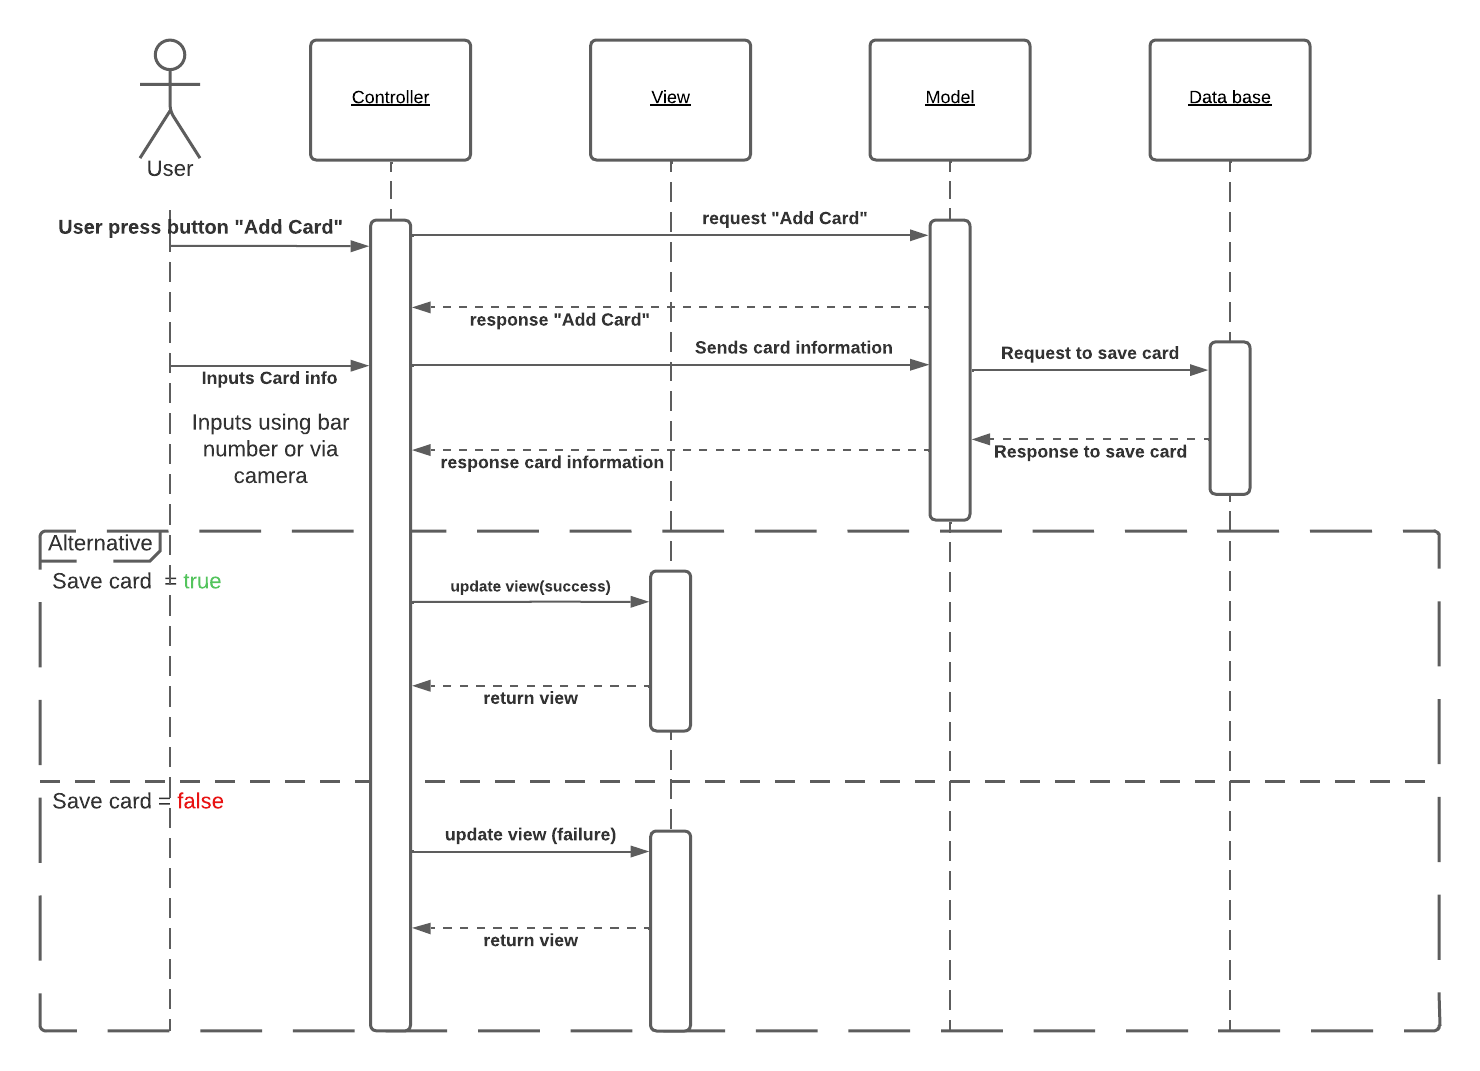 User
Controller
View
Model
Data base
User press button "Add Card"
request "Add Card"
response "Add Card"
Sends card information
Request to save card
Inputs Card info
Inputs using bar
number or via
camera
response card information
Response to save card
Alternative
Save card = true
update view(success)
return view
Save card = false
update view (failure)
return view